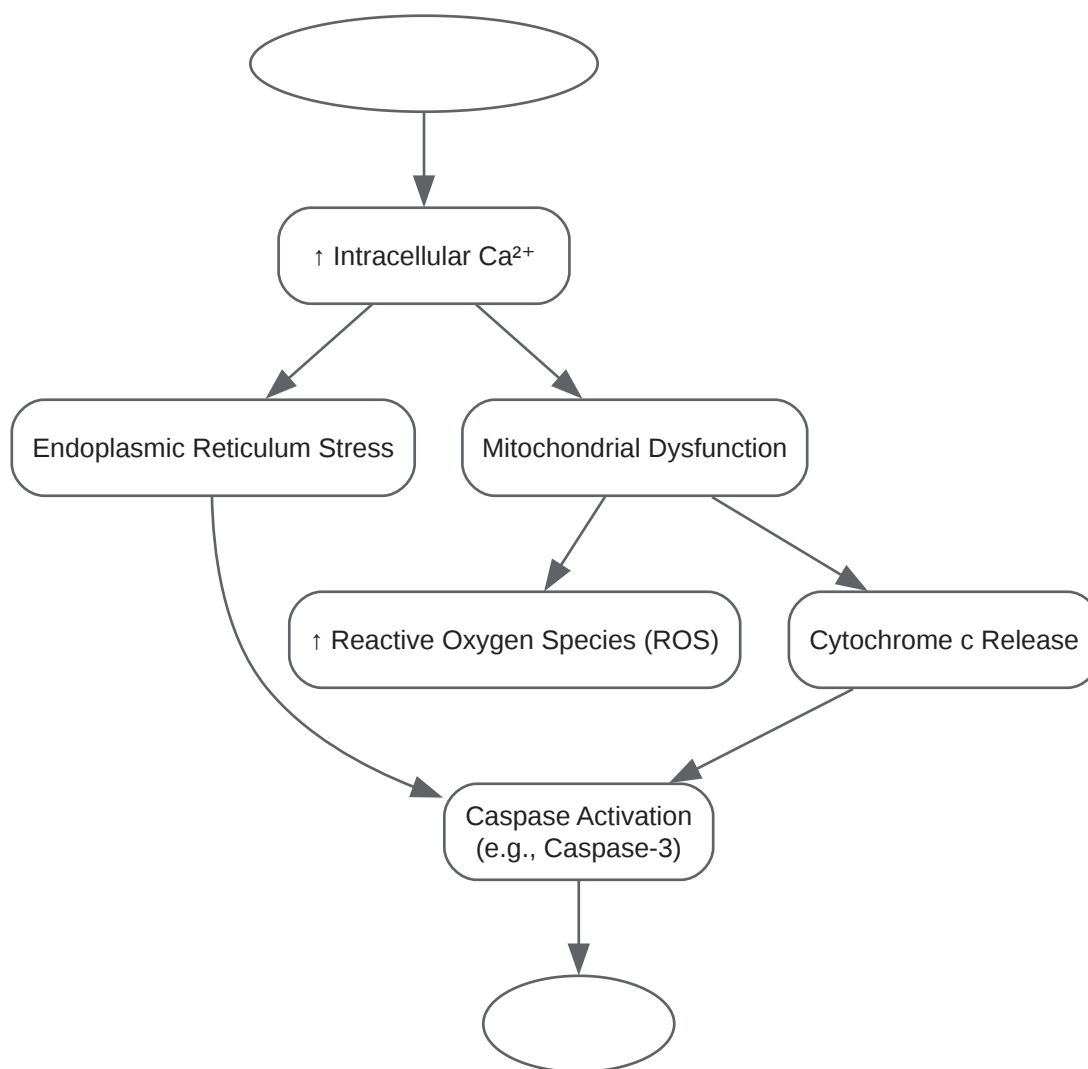 ↑ Intracellular Ca²⁺
Endoplasmic Reticulum Stress
Mitochondrial Dysfunction
↑ Reactive Oxygen Species (ROS)
Cytochrome c Release
Caspase Activation
(e.g., Caspase-3)